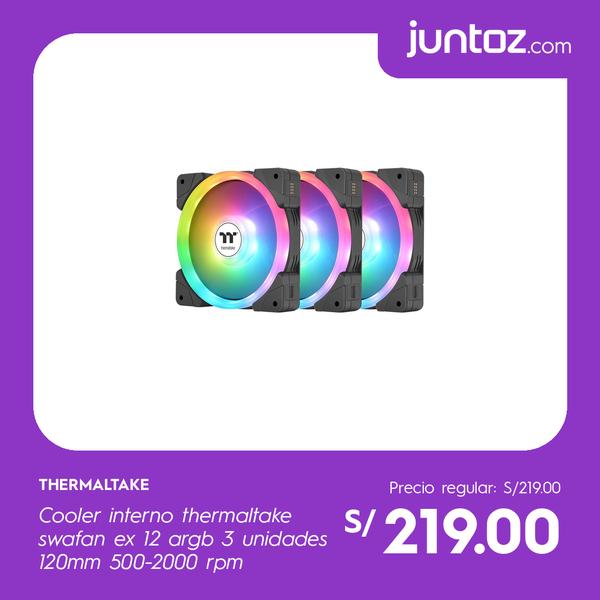 juntoz.com
thermaltake
THERMALTAKE
Cooler interno thermaltake
swafan ex 12 argb 3 unidades
120mm 500-2000 rpm
Precio regular: S/219.00
S/219.00